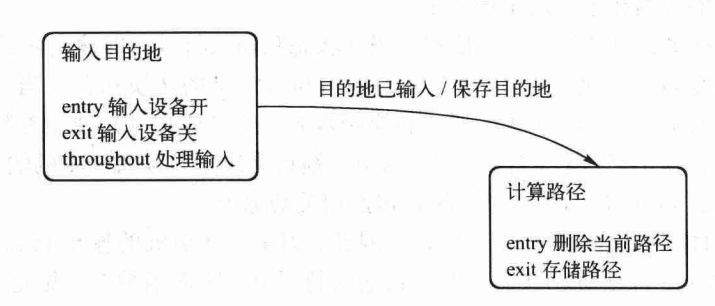 输入目的地
entry 输入设备开
exit 输入设备关
throughout 处理输入
目的地已输入 / 保存目的地
计算路径
entry 删除当前路径
exit 存储路径